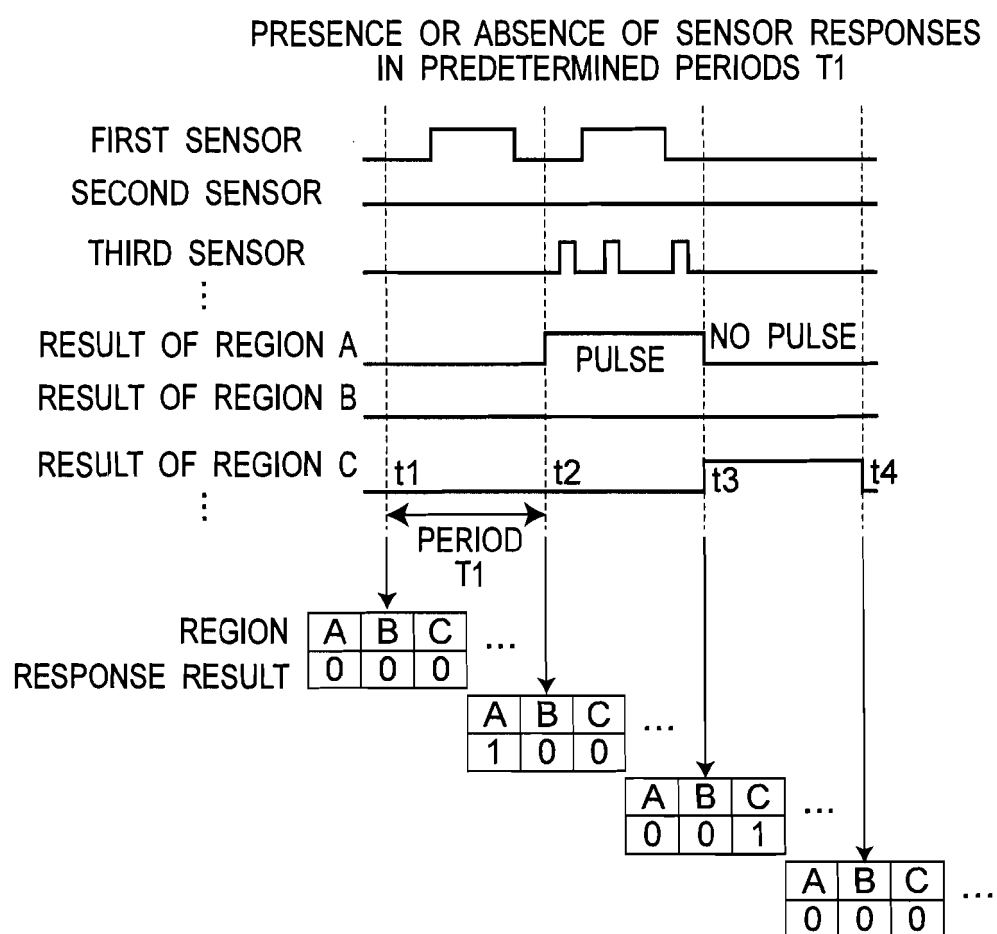 PRESENCE OR ABSENCE OF SENSOR RESPONSES
IN PREDETERMINED PERIODS T1
FIRST SENSOR
SECOND SENSOR
THIRD SENSOR
⋮
RESULT OF REGION A
PULSE
NO PULSE
RESULT OF REGION B
RESULT OF REGION C
t1
t2
t3
t4
⋮
PERIOD
T1
REGION A B C ...
RESPONSE RESULT 0 0 0
A B C ...
1 0 0
A B C ...
0 0 1
A B C ...
0 0 0